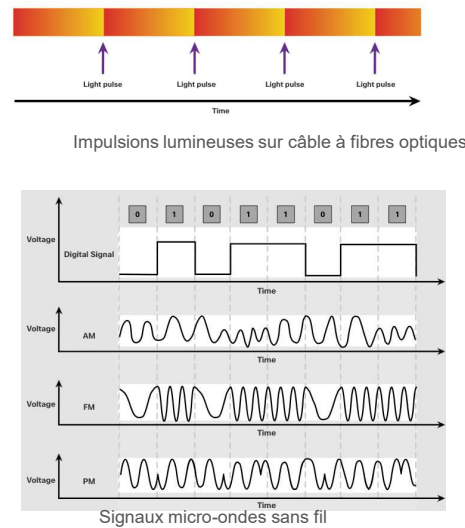 Light pulse Light pulse Light pulse Light pulse
Time
Impulsions lumineuses sur câble à fibres optiques
0 1 0 1 1 0 1 1
Voltage
Digital Signal
Time
Voltage
AM
Time
Voltage
FM
Time
Voltage
PM
Time
Signaux micro-ondes sans fil